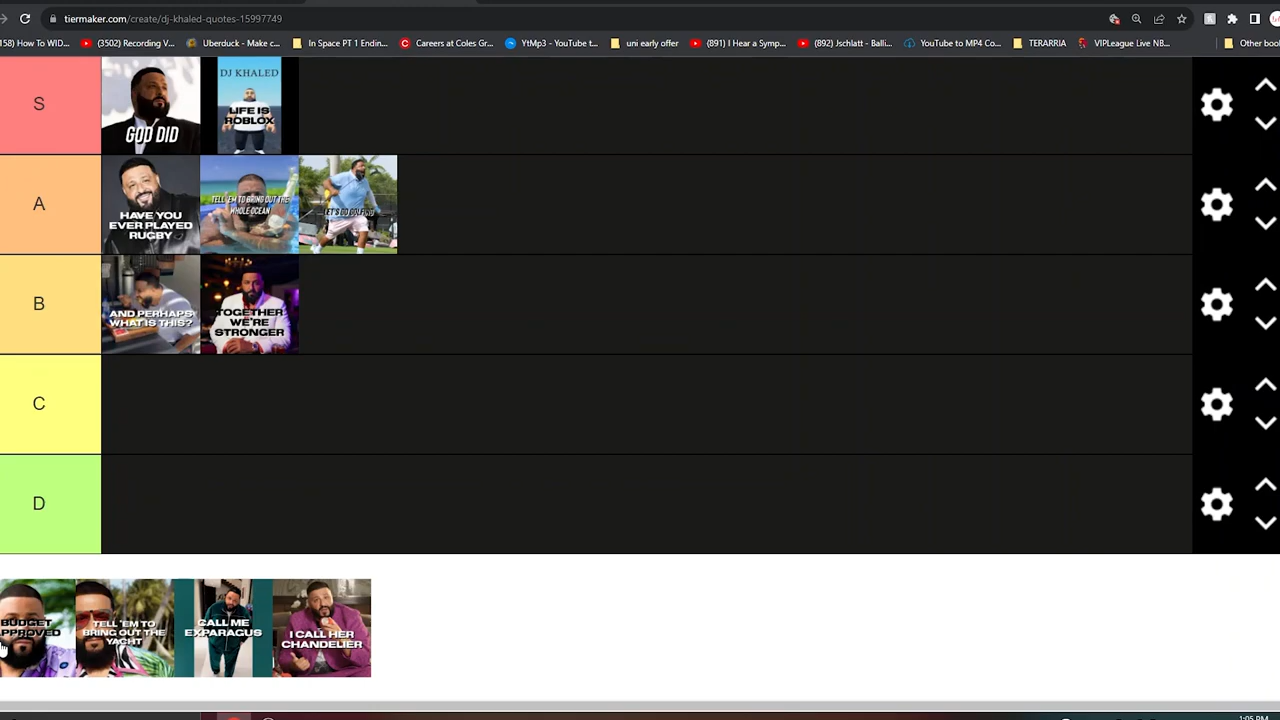 tiermaker.com/create/dj-khaled-quotes-15997749
158) How To WID...
(3502) Recording V...
Uberduck - Make c...
In Space PT 1 Endin...
Careers at Coles Gr...
YtMp3 - YouTube t...
uni early offer
(891) I Hear a Symp...
(892) Jschlatt - Balli...
YouTube to MP4 Co...
TERARRIA
VIPLeague Live NB...
Other boo
S
GOD DID
DJ KHALED
LIFE IS
ROBLOX
A
HAVE YOU
EVER PLAYED
RUGBY
TELL 'EM TO BRING OUT THE
WHOLE OCEAN
LET'S GO GOLFING
B
AND PERHAPS
WHAT IS THIS?
TOGETHER
WE'RE
STRONGER
C
D
BUDGET
APPROVED
TELL 'EM TO
BRING OUT THE
YACHT
CALL ME
EXPARAGUS
I CALL HER
CHANDELIER
1:05 PM